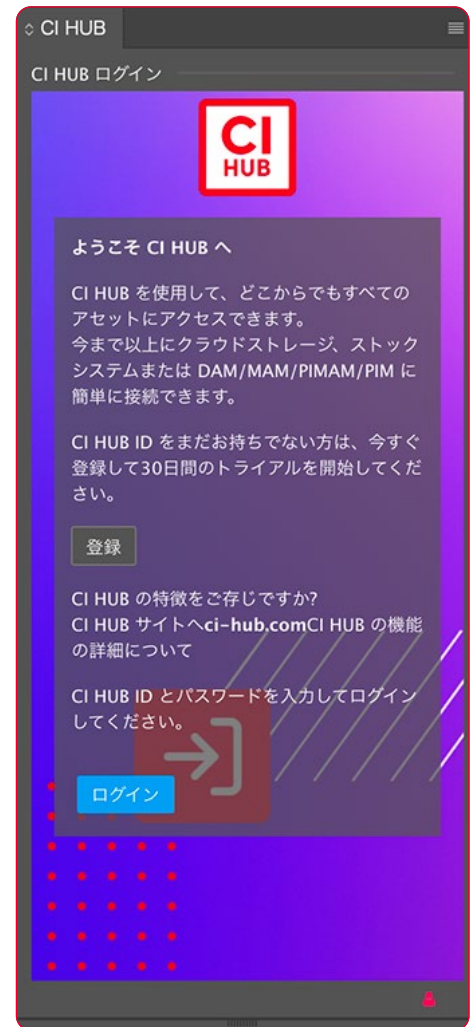 CI HUB
CI HUB ログイン
CI
HUB
ようこそ CI HUB へ
CI HUB を使用して、どこからでもすべての
アセットにアクセスできます。
今まで以上にクラウドストレージ、ストック
システムまたは DAM/MAM/PIMAM/PIM に
簡単に接続できます。
CI HUB ID をまだお持ちでない方は、今すぐ
登録して30日間のトライアルを開始してくだ
さい。
登録
CI HUB の特徴をご存じですか?
CI HUB サイトへci-hub.comCI HUB の機能
の詳細について
CI HUB ID とパスワードを入力してログイン
してください。
ログイン